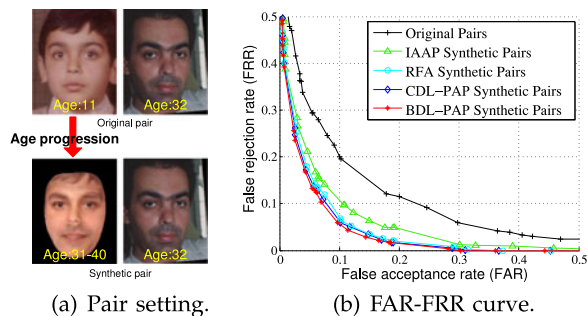 Age:11
Age:32
Original pair
Age progression
Age:31-40
Age:32
Synthetic pair
(a) Pair setting.
False rejection rate (FRR)
0.5
0.4
0.3
0.2
0.1
0
0
0.1
0.2
0.3
0.4
0.5
False acceptance rate (FAR)
Original Pairs
IAAP Synthetic Pairs
RFA Synthetic Pairs
CDL-PAP Synthetic Pairs
BDL-PAP Synthetic Pairs
(b) FAR-FRR curve.